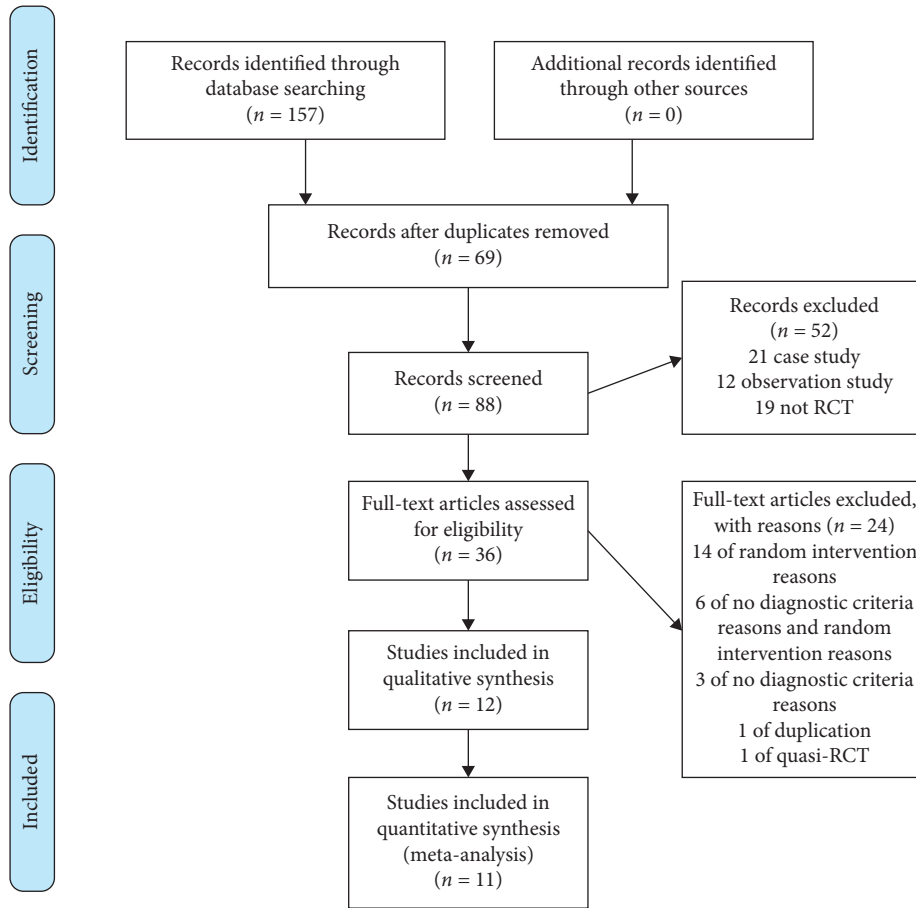 Identification
Records identified through
database searching
(n = 157)
Additional records identified
through other sources
(n = 0)
Records after duplicates removed
(n = 69)
Screening
Records excluded
(n = 52)
21 case study
12 observation study
19 not RCT
Records screened
(n = 88)
Eligibility
Full-text articles assessed
for eligibility
(n = 36)
Full-text articles excluded,
with reasons (n = 24)
14 of random intervention
reasons
6 of no diagnostic criteria
reasons and random
intervention reasons
3 of no diagnostic criteria
reasons
1 of duplication
1 of quasi-RCT
Studies included in
qualitative synthesis
(n = 12)
Included
Studies included in
quantitative synthesis
(meta-analysis)
(n = 11)